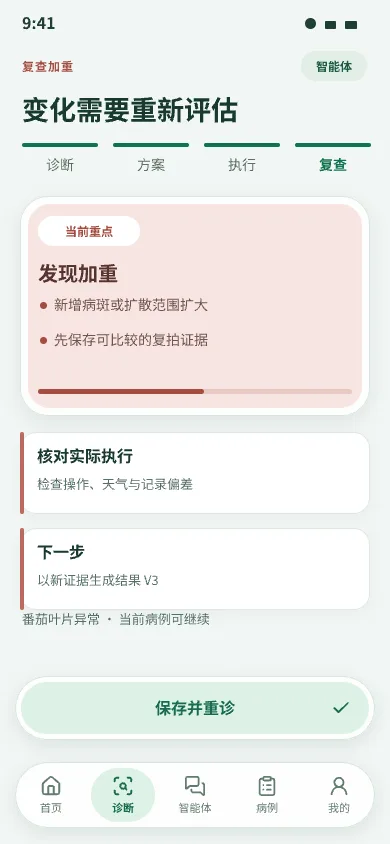 9:41
复查加重
智能体
变化需要重新评估
诊断
方案
执行
复查
当前重点
发现加重
新增病斑或扩散范围扩大
先保存可比较的复拍证据
核对实际执行
检查操作、天气与记录偏差
下一步
以新证据生成结果 V3
番茄叶片异常 · 当前病例可继续
保存并重诊
首页
诊断
智能体
病例
我的